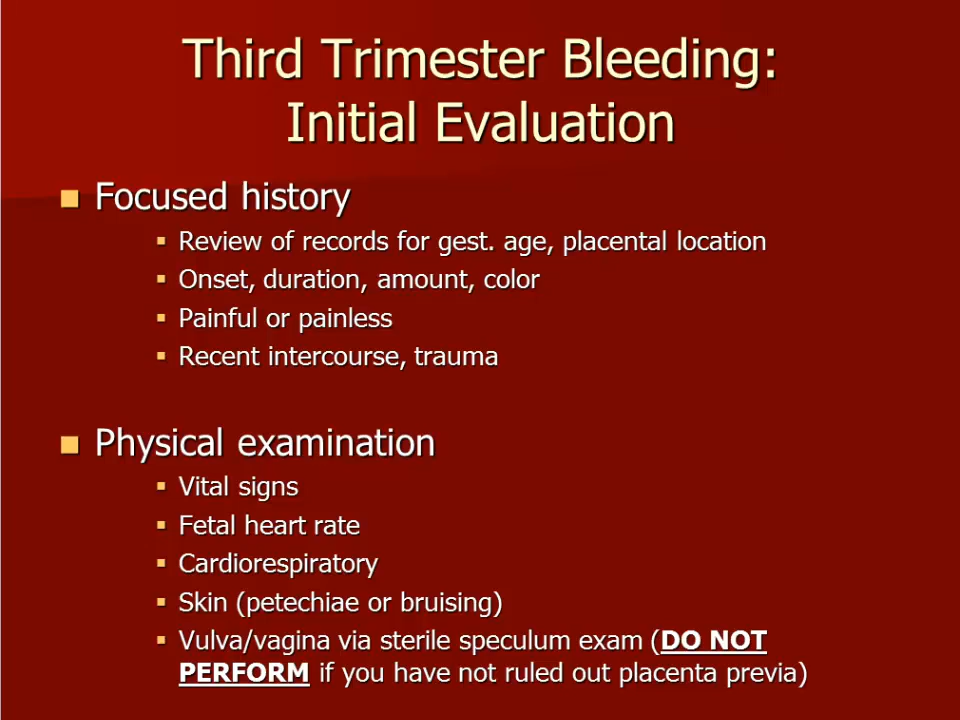 Third Trimester Bleeding:
Initial Evaluation
Focused history
Review of records for gest. age, placental location
Onset, duration, amount, color
Painful or painless
Recent intercourse, trauma
Physical examination
Vital signs
Fetal heart rate
Cardiorespiratory
Skin (petechiae or bruising)
Vulva/vagina via sterile speculum exam (DO NOT
PERFORM if you have not ruled out placenta previa)